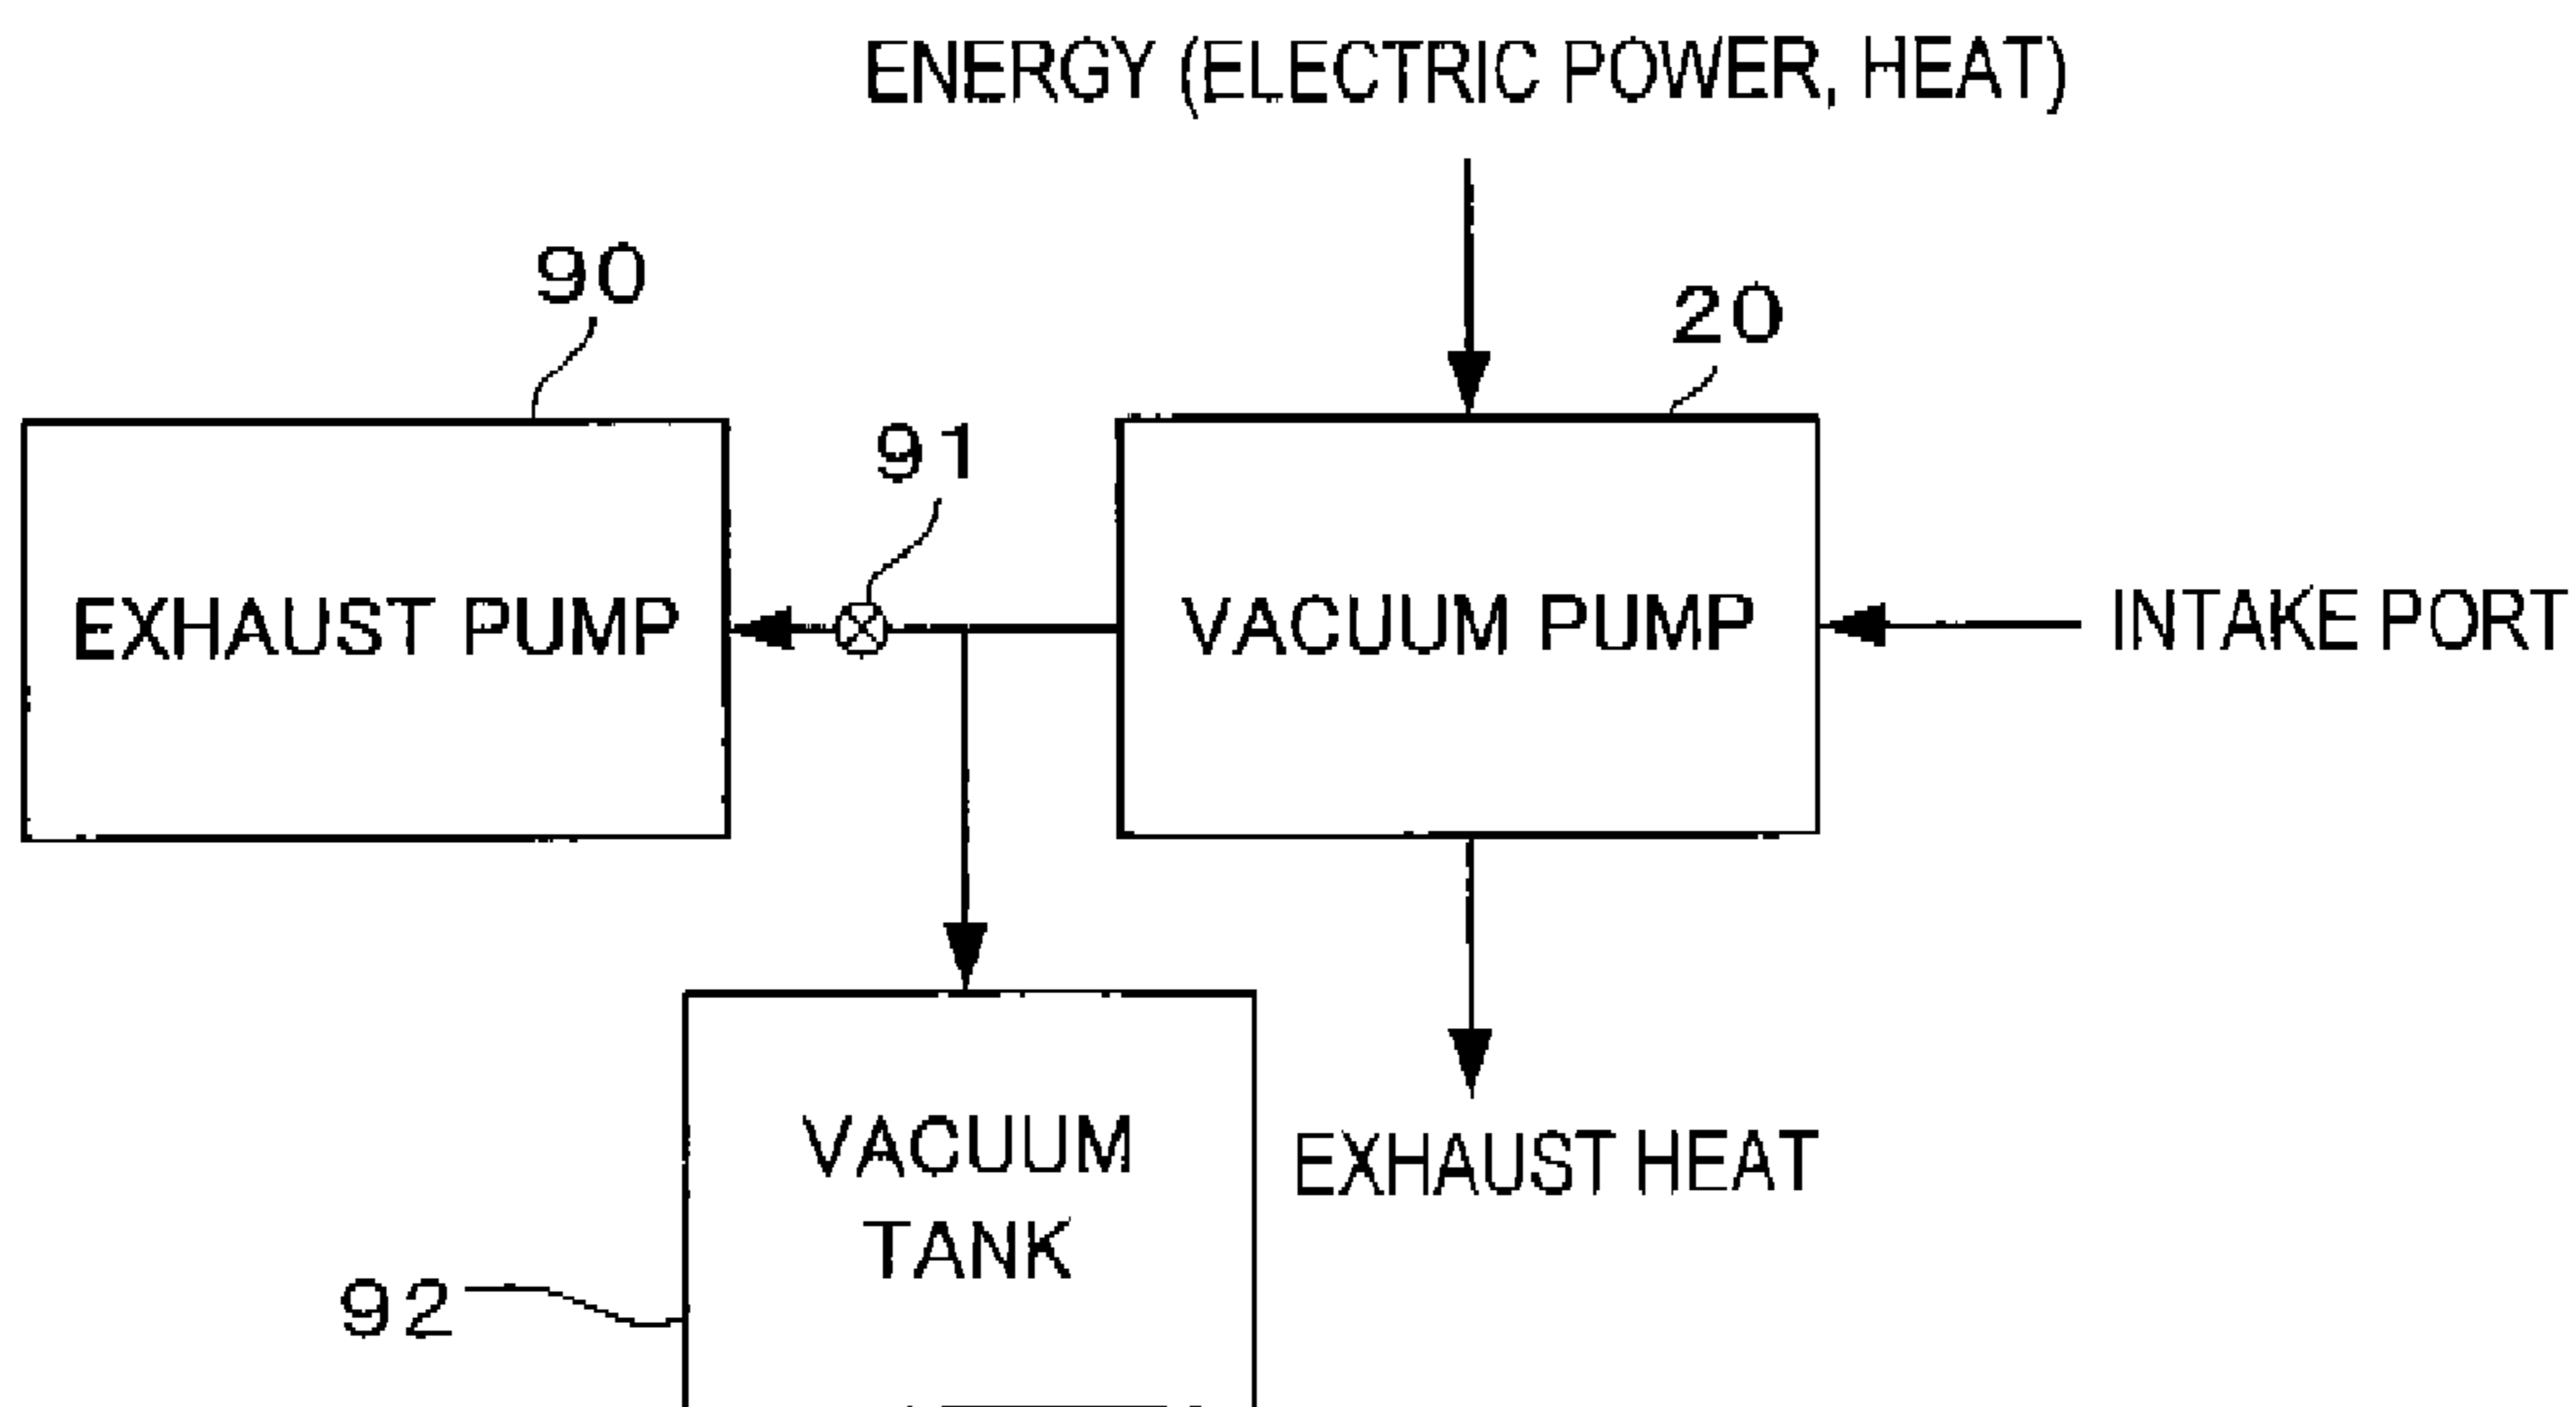 ENERGY (ELECTRIC POWER, HEAT)
90
20
91
EXHAUST PUMP
VACUUM PUMP
INTAKE PORT
VACUUM
TANK
EXHAUST HEAT
92